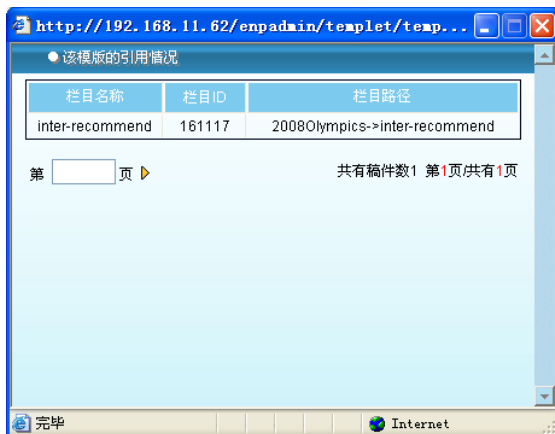 http://192.168.11.62/enpadmin/templet/temp...
该模版的引用情况
栏目名称 栏目ID 栏目路径
inter-recommend 161117 2008Olympics->inter-recommend
第 页 共有稿件数1 第1页/共有1页
完毕 Internet